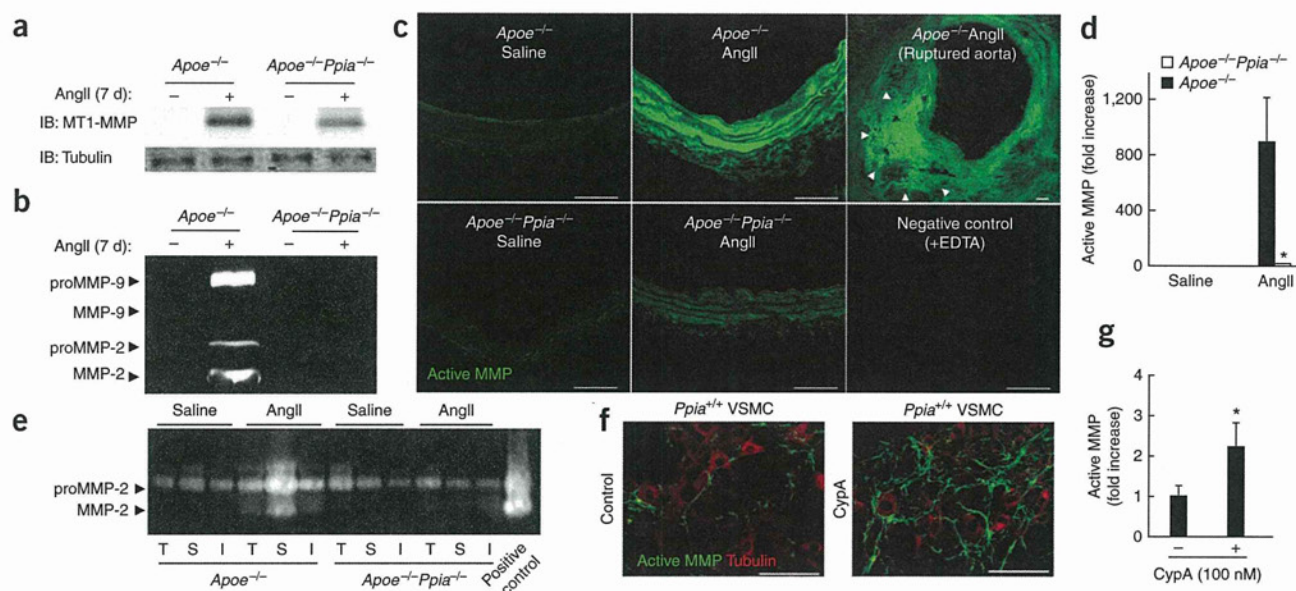 a
Apoe–/–
Apoe–/–Ppia–/–
AngII (7 d):
–
+
–
+
IB: MT1-MMP
IB: Tubulin
b
Apoe–/–
Apoe–/–Ppia–/–
AngII (7 d):
–
+
–
+
proMMP-9
MMP-9
proMMP-2
MMP-2
c
Apoe–/–
Saline
Apoe–/–
AngII
Apoe–/–AngII
(Ruptured aorta)
Apoe–/–Ppia–/–
Saline
Apoe–/–Ppia–/–
AngII
Negative control
(+EDTA)
Active MMP
d
Apoe–/–Ppia–/–
Apoe–/–
Active MMP (fold increase)
1,200
800
400
0
*
Saline
AngII
e
Saline
AngII
Saline
AngII
proMMP-2
MMP-2
T S I T S I T S I T S I
Positive
control
Apoe–/–
Apoe–/–Ppia–/–
f
Ppia+/+ VSMC
Ppia+/+ VSMC
Control
CypA
Active MMP Tubulin
g
Active MMP
(fold increase)
4
3
2
1
0
*
–
+
CypA (100 nM)